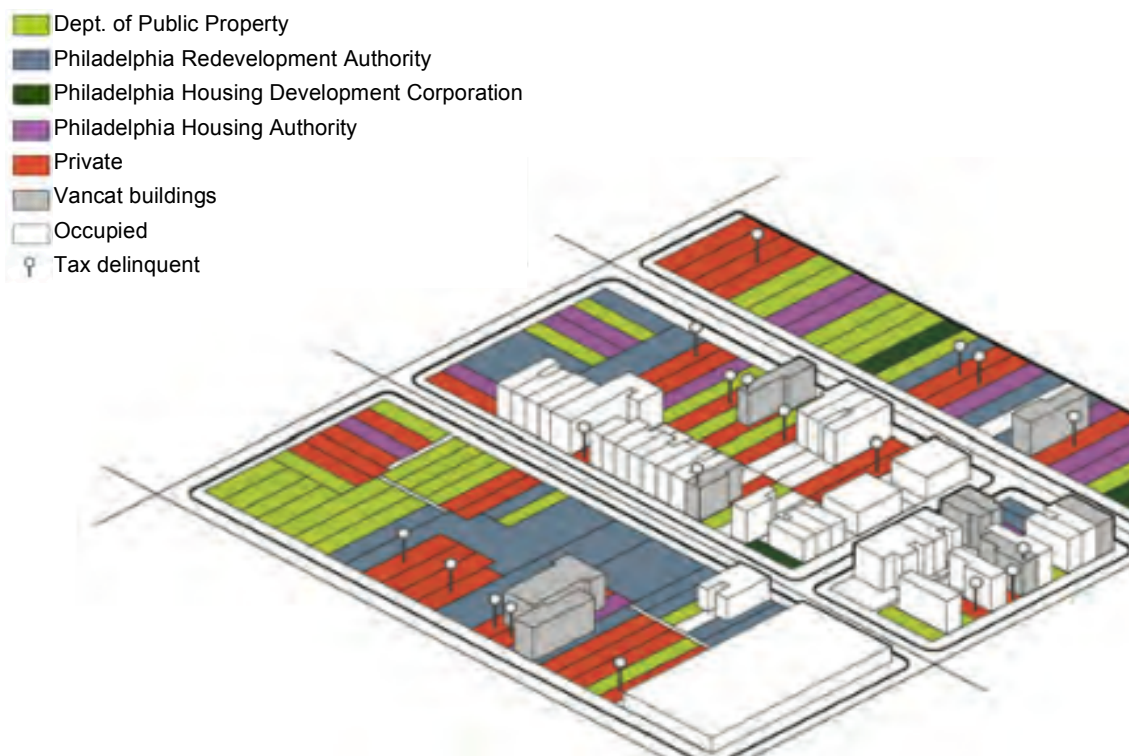 Dept. of Public Property
Philadelphia Redevelopment Authority
Philadelphia Housing Development Corporation
Philadelphia Housing Authority
Private
Vancat buildings
Occupied
Tax delinquent